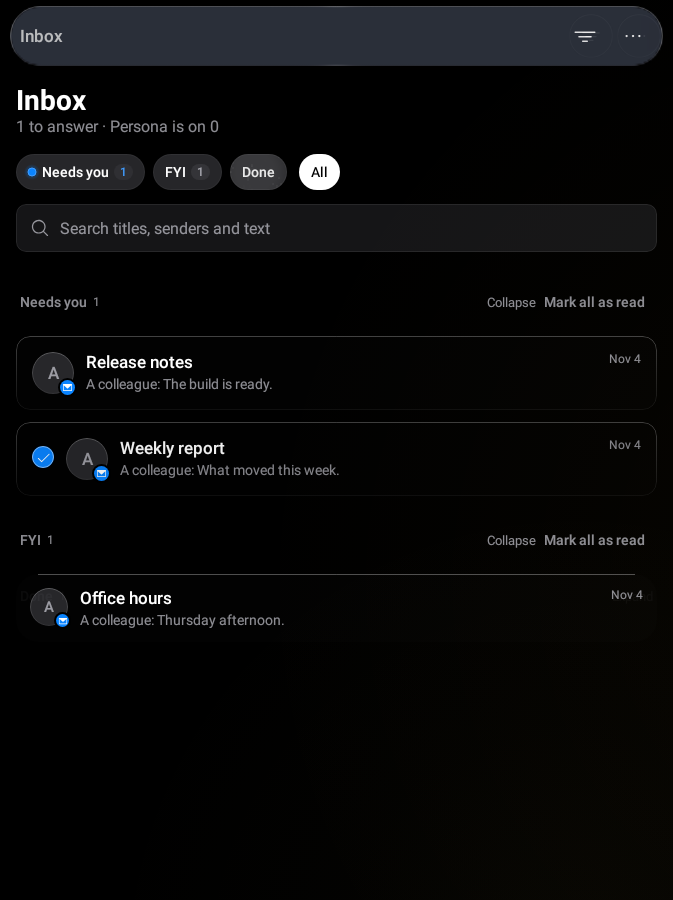 Inbox
Inbox
1 to answer · Persona is on 0
Needs you 1
FYI 1
Done
All
Search titles, senders and text
Needs you 1
Collapse Mark all as read
A
Release notes
Nov 4
A colleague: The build is ready.
A
Weekly report
Nov 4
A colleague: What moved this week.
FYI 1
Collapse Mark all as read
A
Office hours
Nov 4
A colleague: Thursday afternoon.